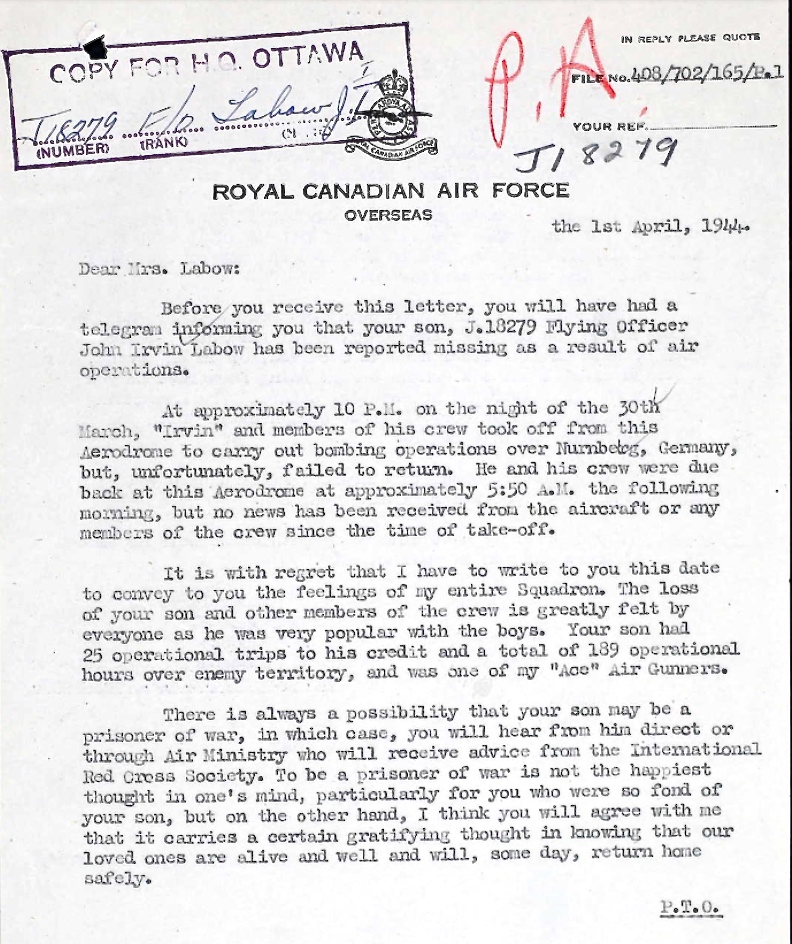 COPY FOR H.Q. OTTAWA
J18279 F/O Labow J.I
(NUMBER) (RANK)
P.A.
IN REPLY PLEASE QUOTE
FILE No. 408/702/165/P.1
YOUR REF.
J18279
ROYAL CANADIAN AIR FORCE
OVERSEAS
the 1st April, 1944.
Dear Mrs. Labow:
Before you receive this letter, you will have had a
telegram informing you that your son, J.18279 Flying Officer
John Irvin Labow has been reported missing as a result of air
operations.
At approximately 10 P.M. on the night of the 30th
March, "Irvin" and members of his crew took off from this
Aerodrome to carry out bombing operations over Nurnberg, Germany,
but, unfortunately, failed to return. He and his crew were due
back at this Aerodrome at approximately 5:50 A.M. the following
morning, but no news has been received from the aircraft or any
members of the crew since the time of take-off.
It is with regret that I have to write to you this date
to convey to you the feelings of my entire Squadron. The loss
of your son and other members of the crew is greatly felt by
everyone as he was very popular with the boys. Your son had
25 operational trips to his credit and a total of 189 operational
hours over enemy territory, and was one of my "Ace" Air Gunners.
There is always a possibility that your son may be a
prisoner of war, in which case, you will hear from him direct or
through Air Ministry who will receive advice from the International
Red Cross Society. To be a prisoner of war is not the happiest
thought in one's mind, particularly for you who were so fond of
your son, but on the other hand, I think you will agree with me
that it carries a certain gratifying thought in knowing that our
loved ones are alive and well and will, some day, return home
safely.
P.T.O.